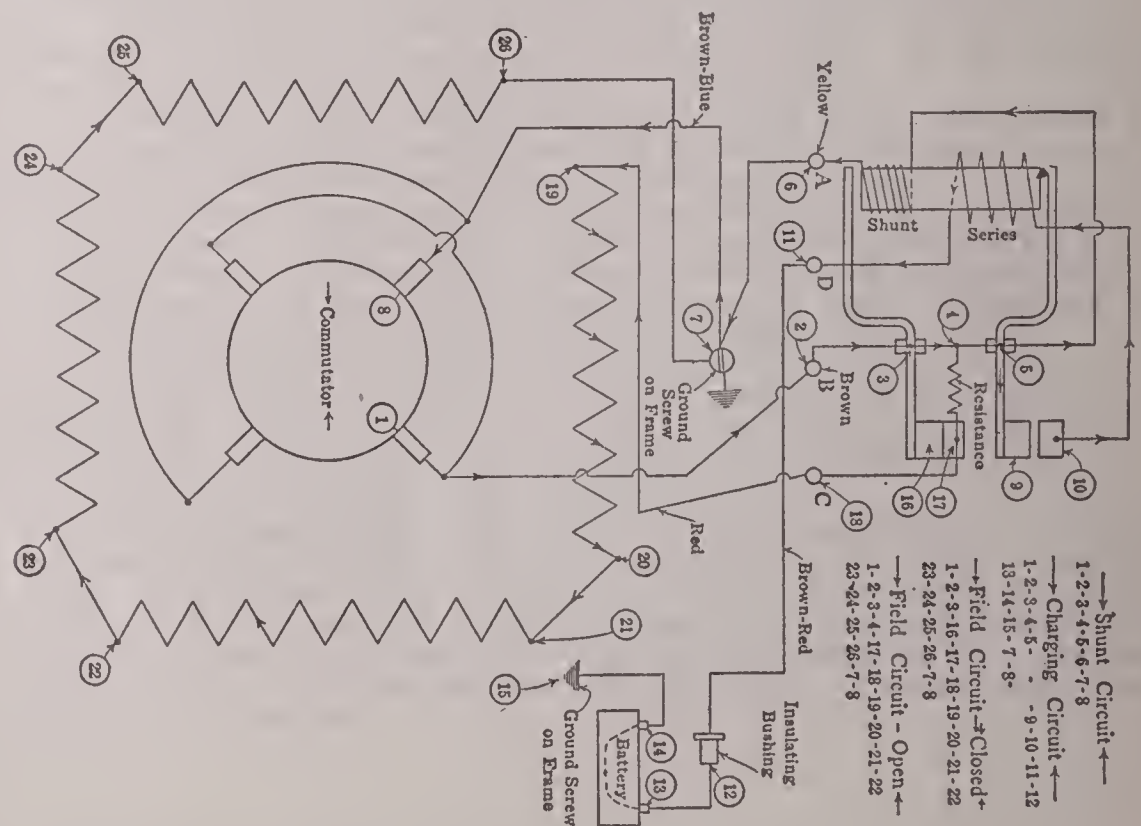 →Shunt Circuit←
1-2-3-4-5-6-7-8
→Charging Circuit←
1-2-3-4-5- - -9-10-11-12
13-14-15-7-8-
→Field Circuit→Closed←
1-2-3-16-17-18-19-20-21-22
23-24-25-26-7-8
→Field Circuit-Open←
1-2-3-4-17-18-19-20-21-22
23-24-25-26-7-8
10
9
5
Resistance
17
16
4
3
Series
Shunt
A
6
Yellow
D
11
2
B
Brown
C
18
Red
Brown-Red
Brown-Blue
7
Ground
Screw
on Frame
Insulating
Bushing
12
13
14
Battery
15
Ground Screw
on Frame
19
20
21
22
23
24
25
26
8
→Commutator←
1